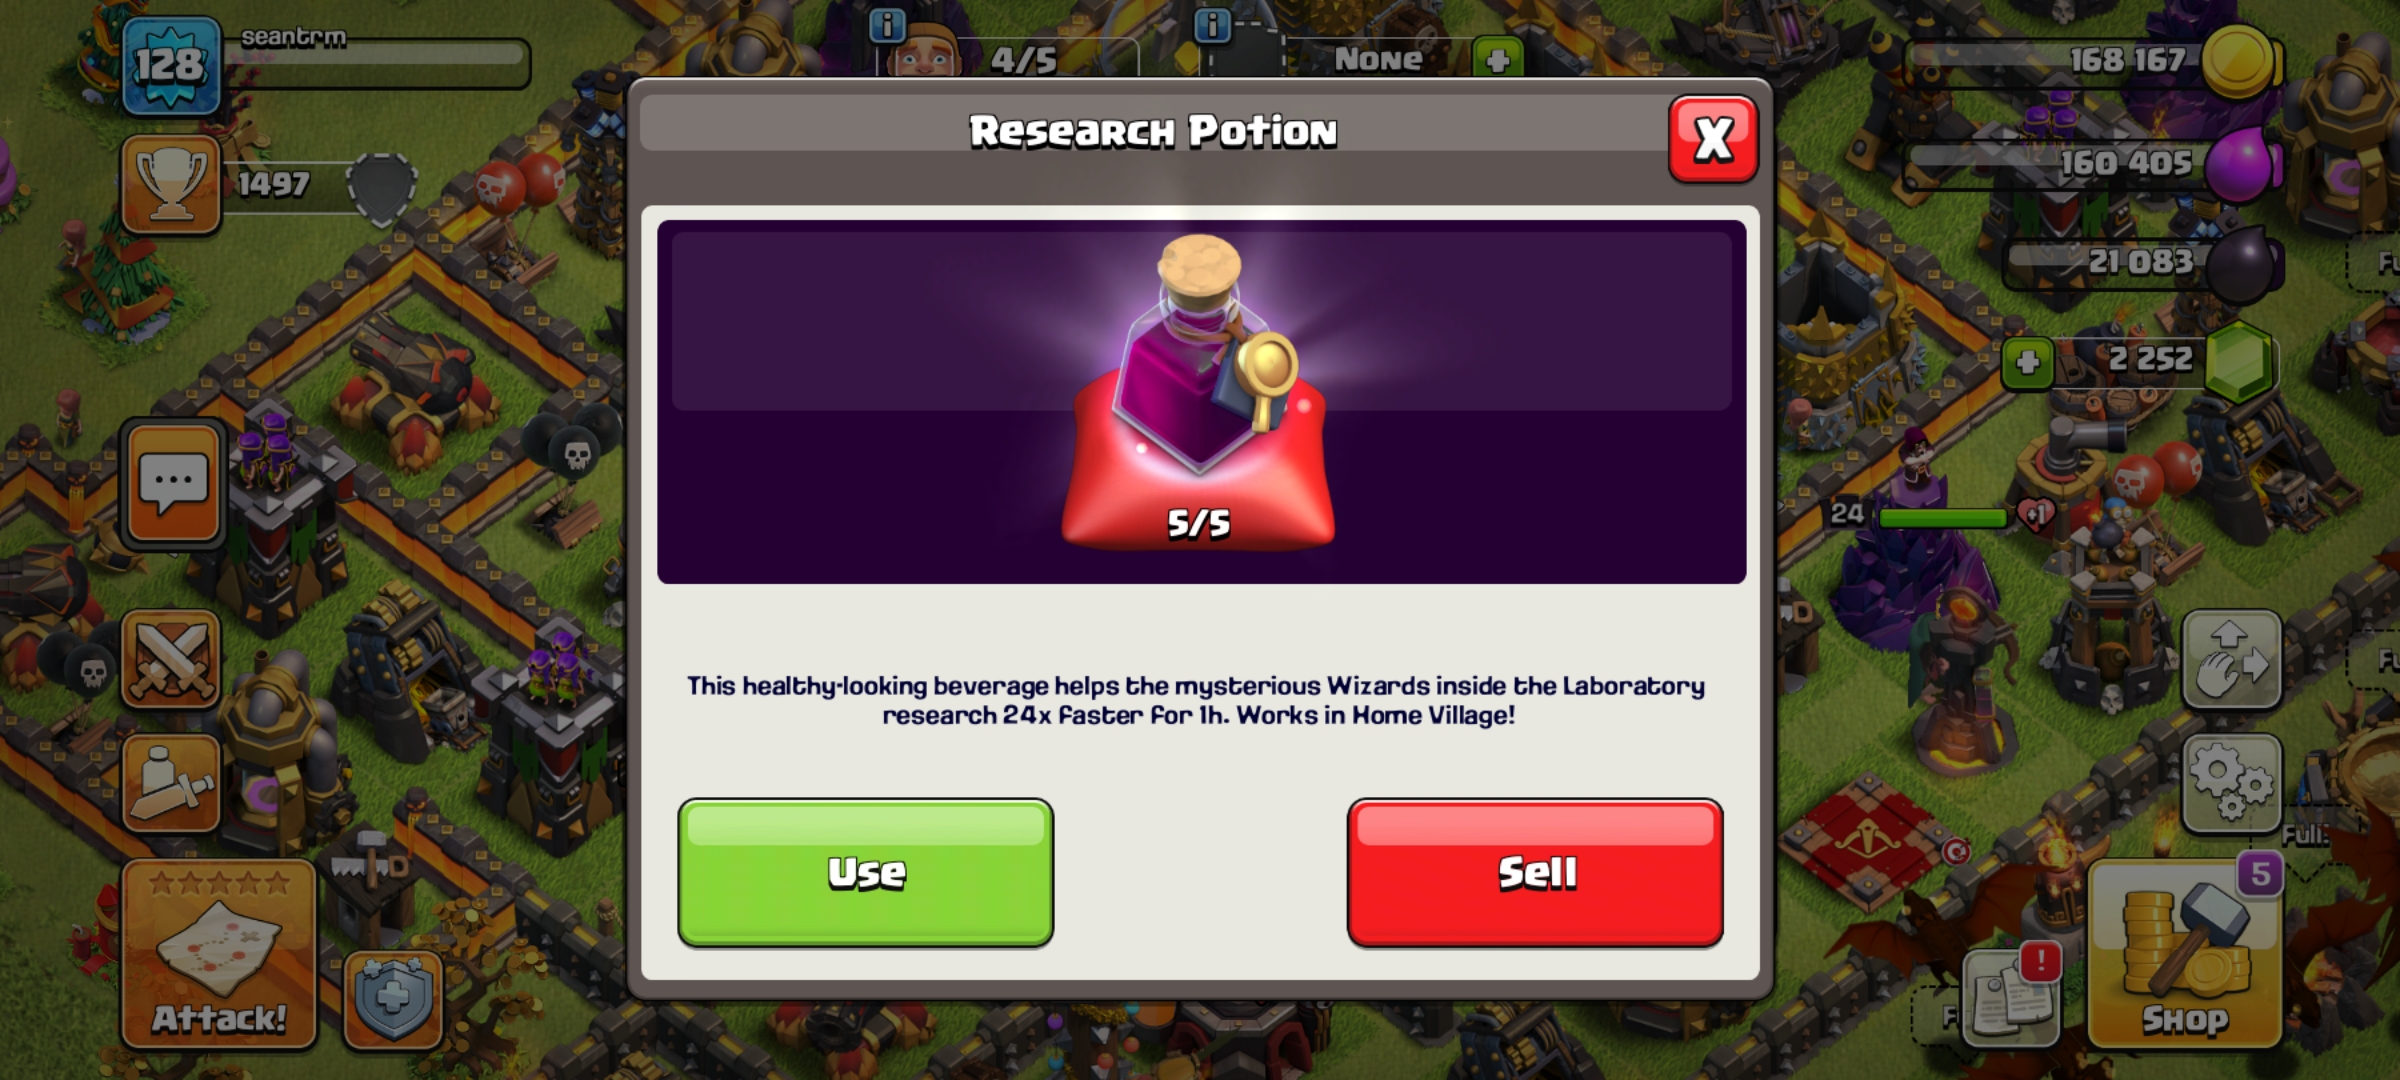 128
seantrm
4/5
None
168 167
1497
160 405
21 083
2 252
Research Potion
X
5/5
24
+1
This healthy-looking beverage helps the mysterious Wizards inside the Laboratory
research 24x faster for 1h. Works in Home Village!
Use
Sell
Full!
5
!
Attack!
Shop